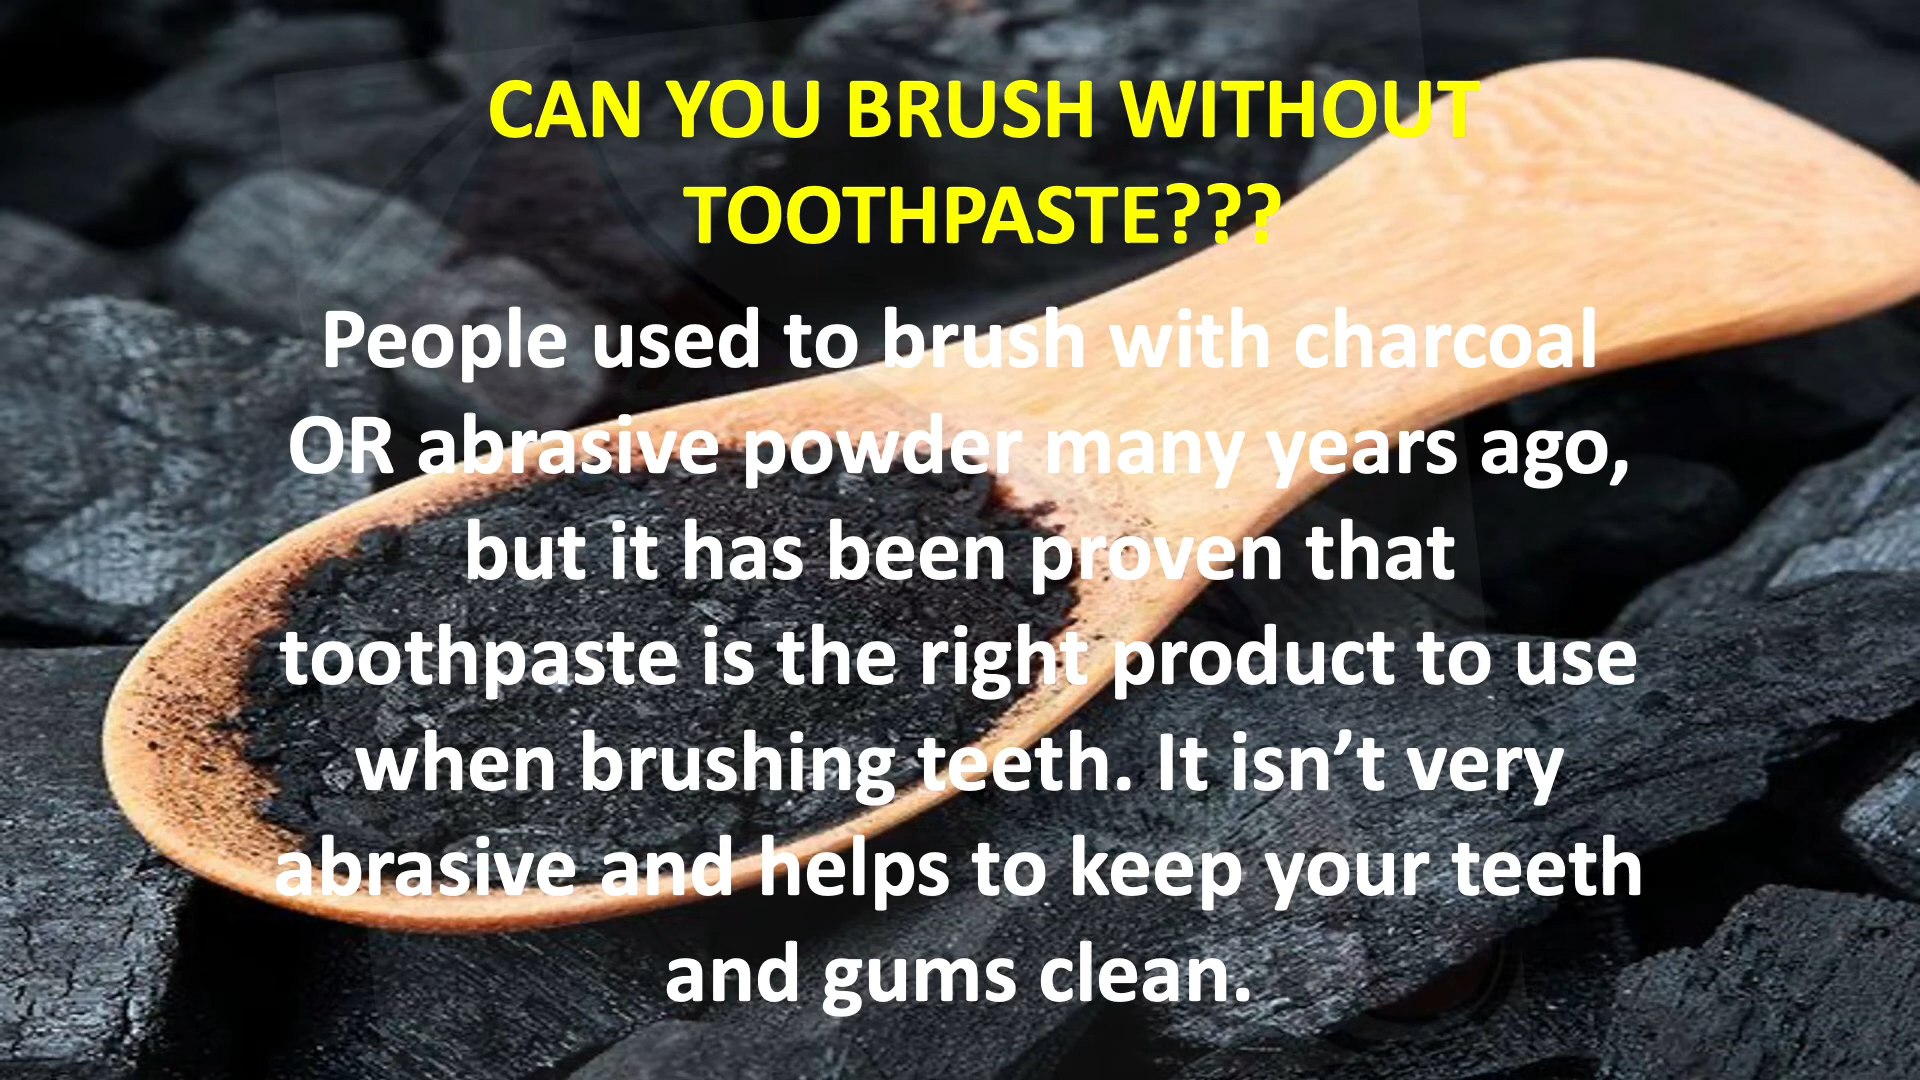 CAN YOU BRUSH WITHOUT
TOOTHPASTE???
People used to brush with charcoal
OR abrasive powder many years ago,
but it has been proven that
toothpaste is the right product to use
when brushing teeth. It isn’t very
abrasive and helps to keep your teeth
and gums clean.